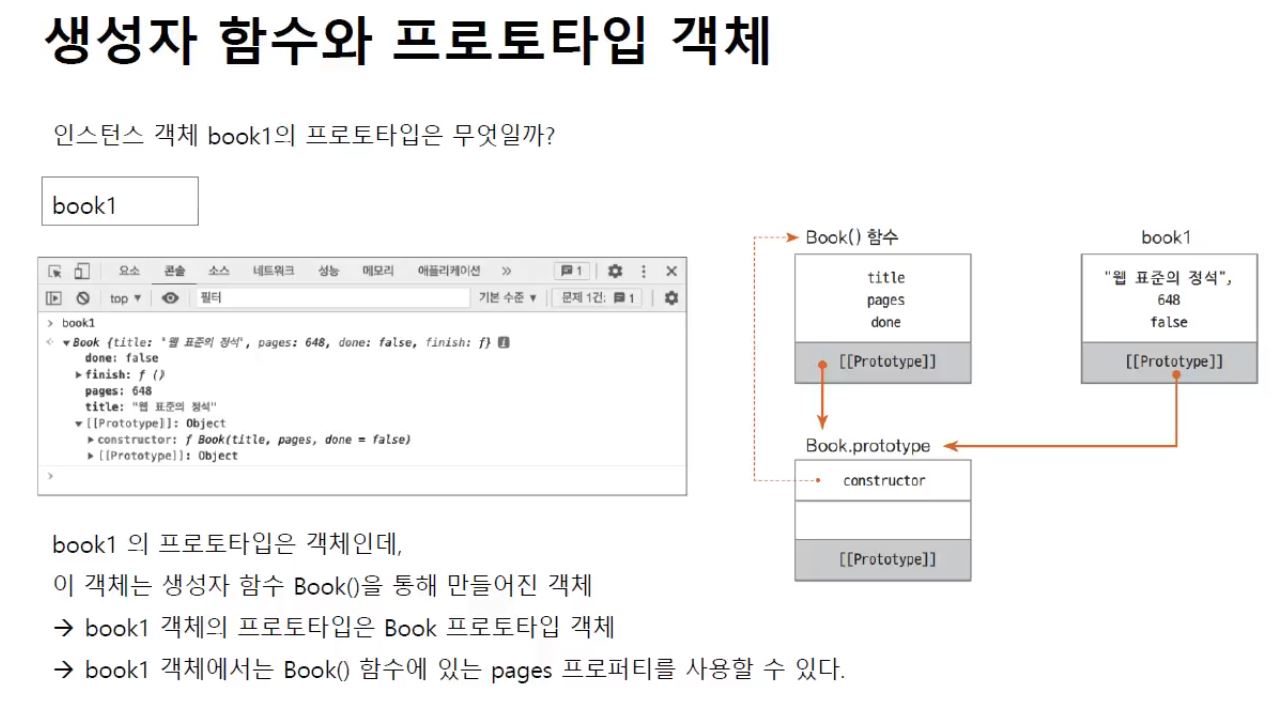 생성자 함수와 프로토타입 객체
인스턴스 객체 book1의 프로토타입은 무엇일까?
book1
요소 콘솔 소스 네트워크 성능 메모리 애플리케이션 » 1
top ▼ 필터 기본 수준 ▼ 문제 1건: 1
> book1
▼Book {title: "웹 표준의 정석", pages: 648, done: false, finish: ƒ} i
done: false
▶finish: ƒ ()
pages: 648
title: "웹 표준의 정석"
▼[[Prototype]]: Object
▶constructor: ƒ Book(title, pages, done = false)
▶[[Prototype]]: Object
>
Book() 함수
title
pages
done
[[Prototype]]
book1
"웹 표준의 정석",
648
false
[[Prototype]]
Book.prototype
constructor
[[Prototype]]
book1 의 프로토타입은 객체인데,
이 객체는 생성자 함수 Book()을 통해 만들어진 객체
→ book1 객체의 프로토타입은 Book 프로토타입 객체
→ book1 객체에서는 Book() 함수에 있는 pages 프로퍼티를 사용할 수 있다.